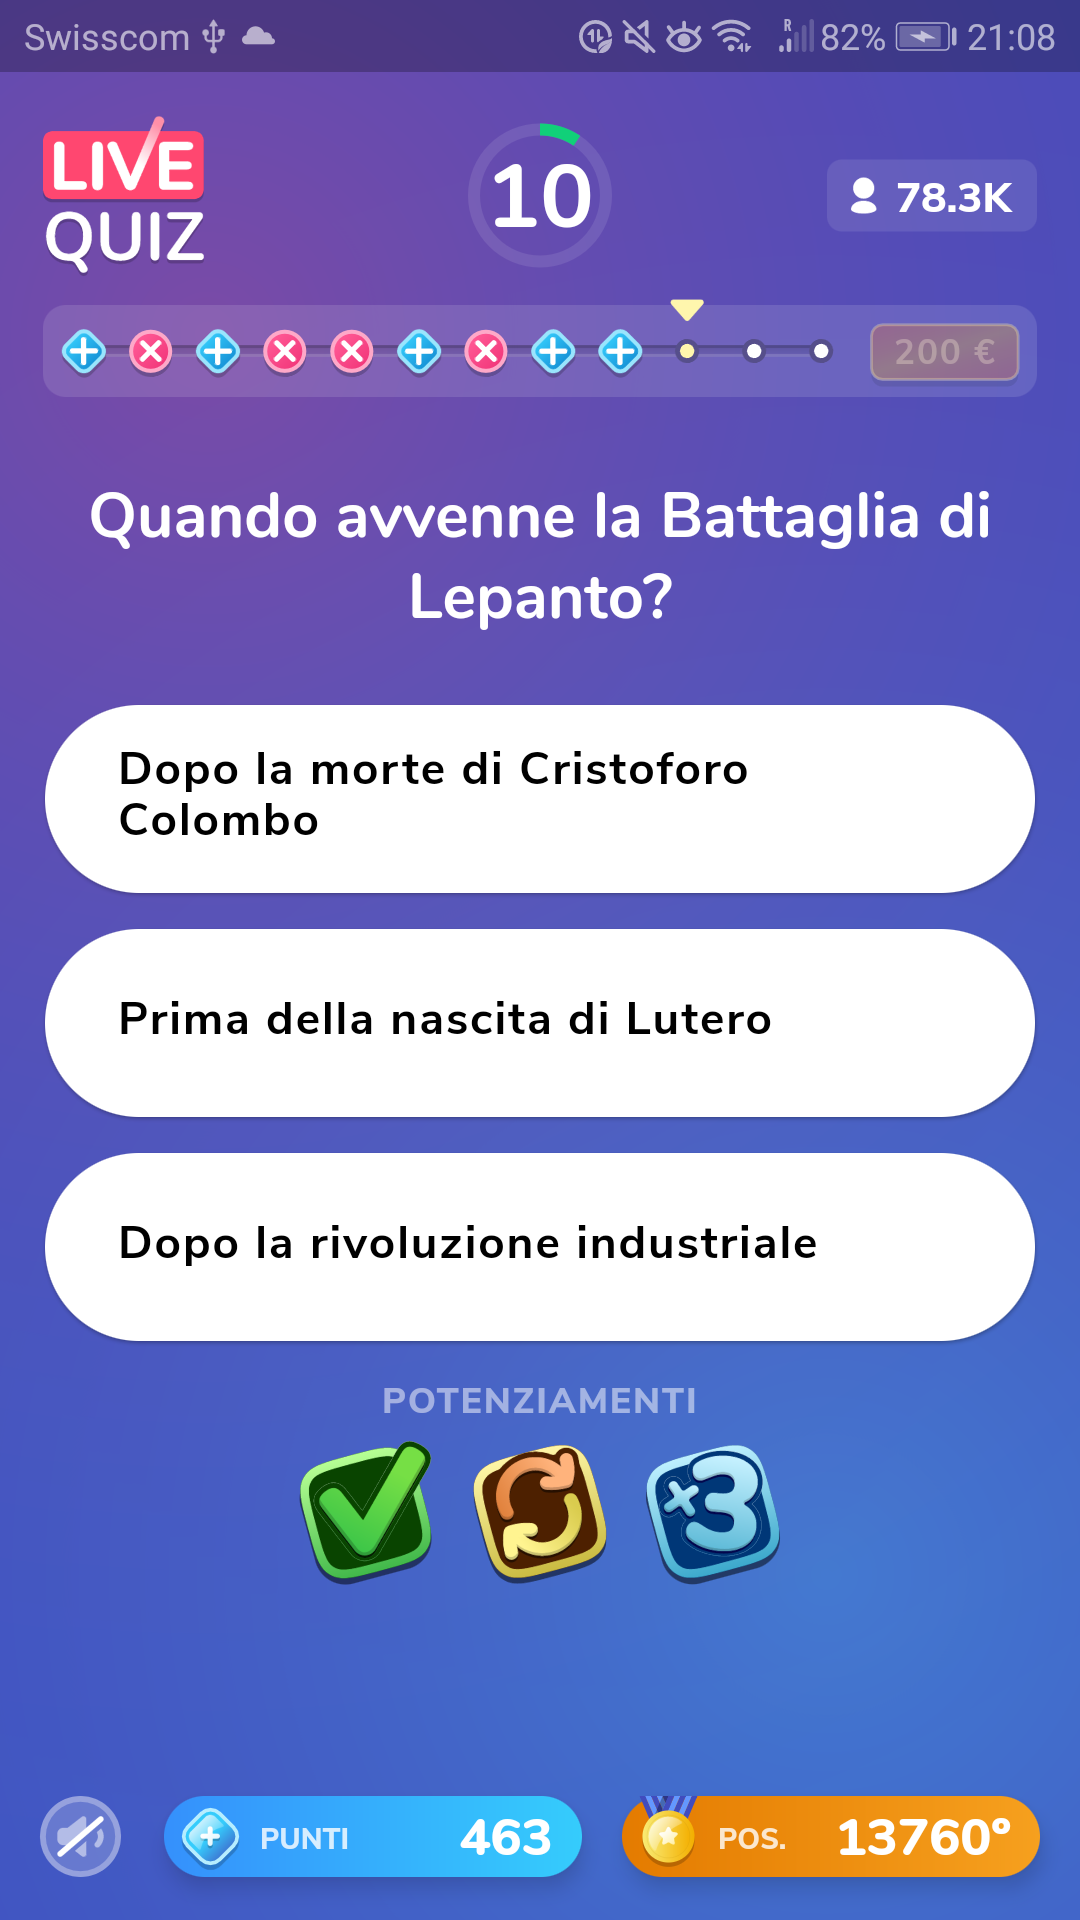 Swisscom 82% 21:08
LIVE
QUIZ
10
78.3K
200 €
Quando avvenne la Battaglia di
Lepanto?
Dopo la morte di Cristoforo
Colombo
Prima della nascita di Lutero
Dopo la rivoluzione industriale
POTENZIAMENTI
×3
PUNTI 463
POS. 13760°